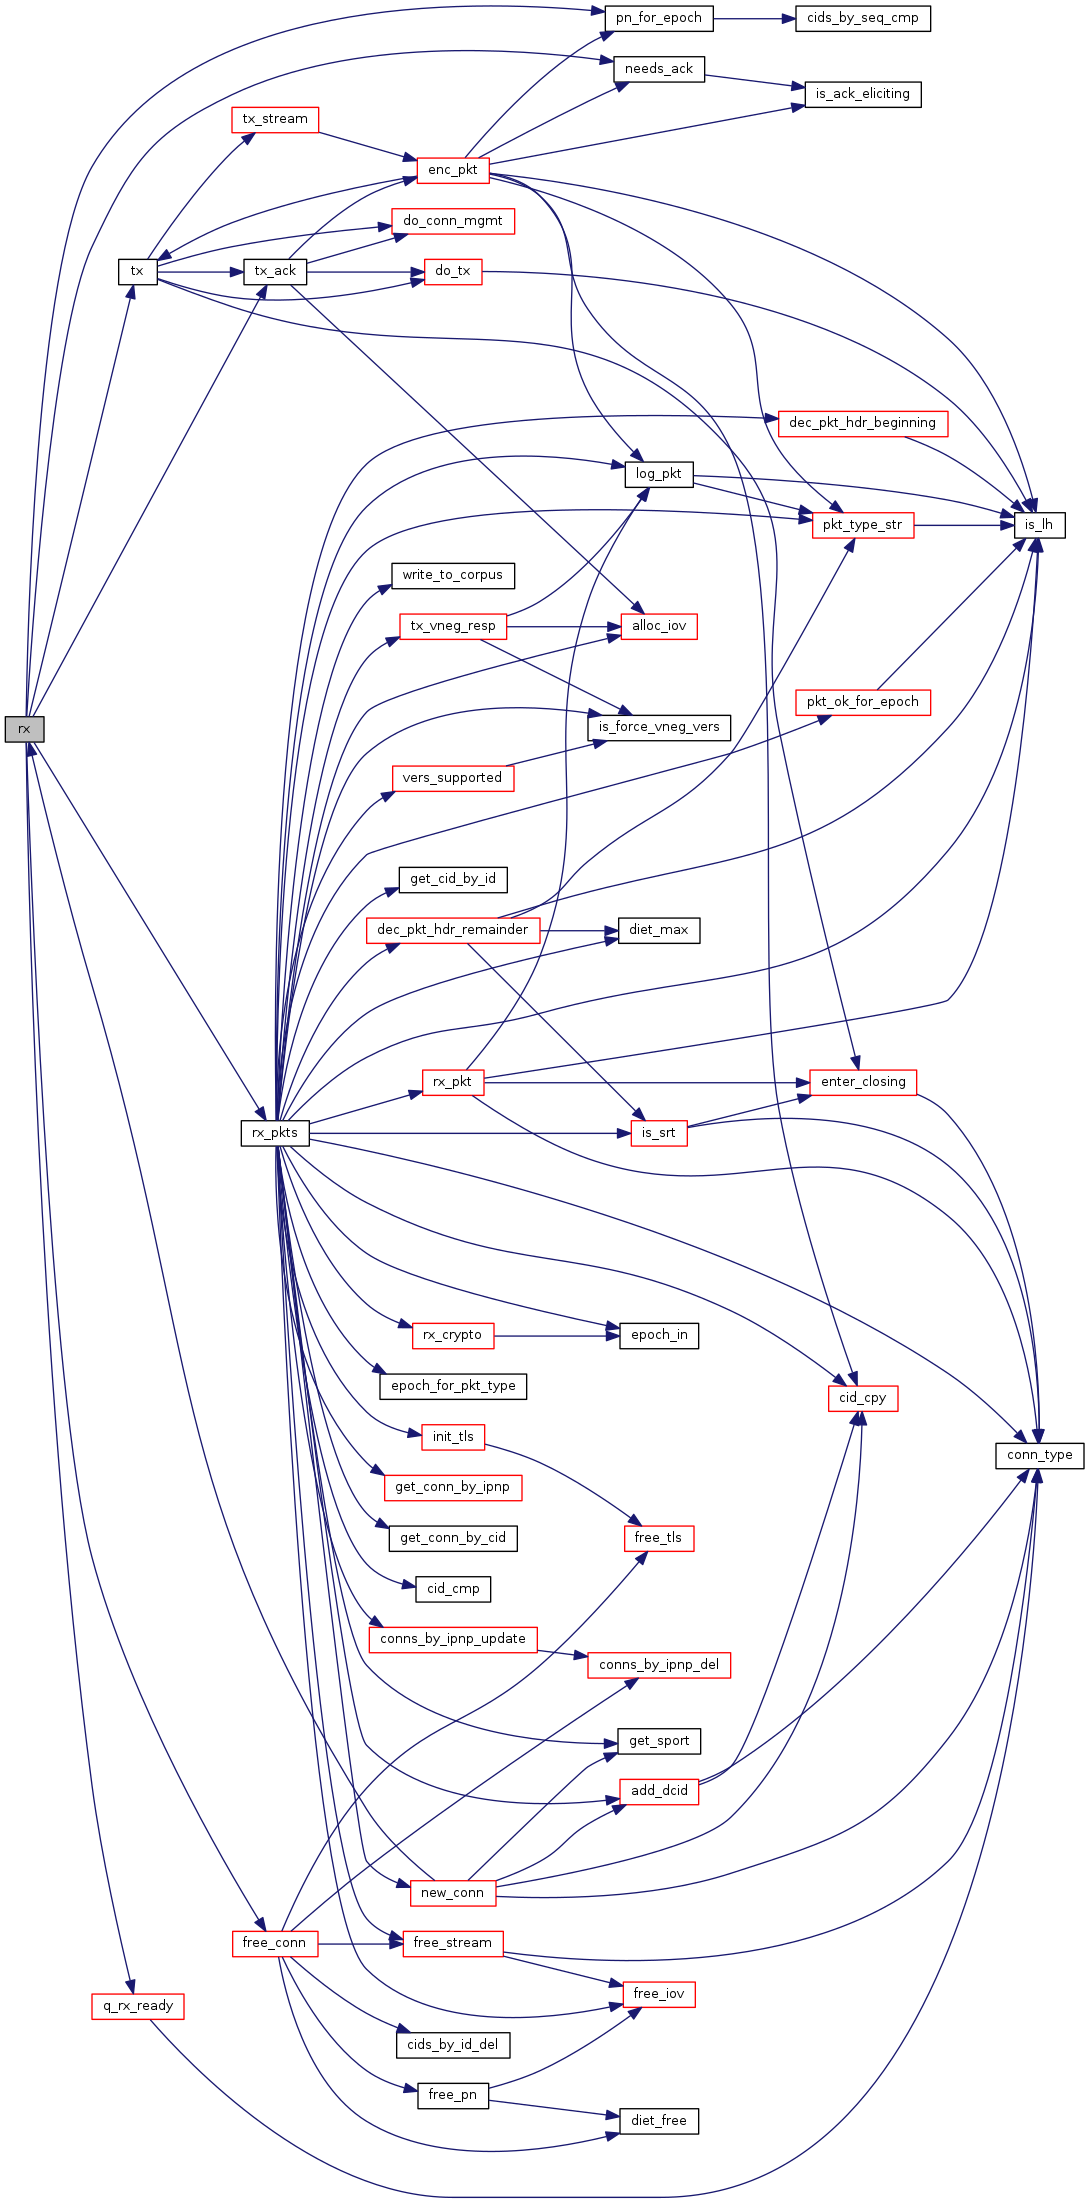 pn_for_epoch
cids_by_seq_cmp
needs_ack
is_ack_eliciting
tx_stream
enc_pkt
do_conn_mgmt
tx
tx_ack
do_tx
dec_pkt_hdr_beginning
log_pkt
pkt_type_str
is_lh
write_to_corpus
tx_vneg_resp
alloc_iov
pkt_ok_for_epoch
rx
is_force_vneg_vers
vers_supported
get_cid_by_id
dec_pkt_hdr_remainder
diet_max
rx_pkt
enter_closing
rx_pkts
is_srt
rx_crypto
epoch_in
epoch_for_pkt_type
cid_cpy
init_tls
conn_type
get_conn_by_ipnp
get_conn_by_cid
free_tls
cid_cmp
conns_by_ipnp_update
conns_by_ipnp_del
get_sport
add_dcid
new_conn
free_conn
free_stream
q_rx_ready
free_iov
cids_by_id_del
free_pn
diet_free